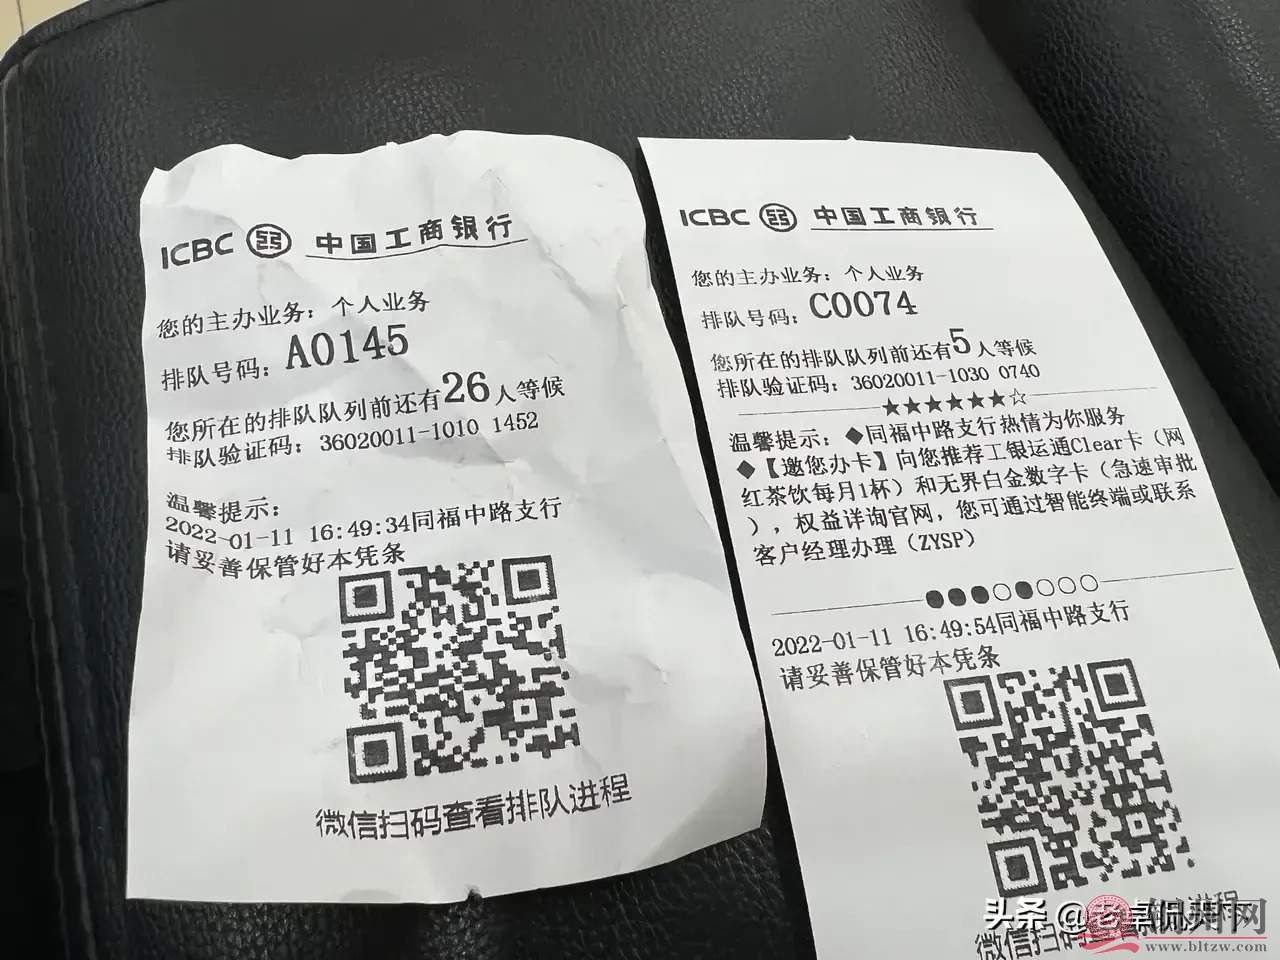 ICBC 中国工商银行
您的主办业务：个人业务
排队号码：A0145
您所在的排队队列前还有26人等候
排队验证码：36020011-1010 1452
温馨提示：
2022-01-11 16:49:34同福中路支行
请妥善保管好本凭条
微信扫码查看排队进程
ICBC 中国工商银行
您的主办业务：个人业务
排队号码：C0074
您所在的排队队列前还有5人等候
排队验证码：36020011-1030 0740
★★★★★★☆
温馨提示：◆同福中路支行热情为你服务
◆【邀您办卡】向您推荐工银运通Clear卡（网
红茶饮每月1杯）和无界白金数字卡（急速审批
），权益详询官网，您可通过智能终端或联系
客户经理办理（ZYSP）
●●●○●○○○
2022-01-11 16:49:54同福中路支行
请妥善保管好本凭条
微信扫码
头条 @老
网
www.bltzw.com